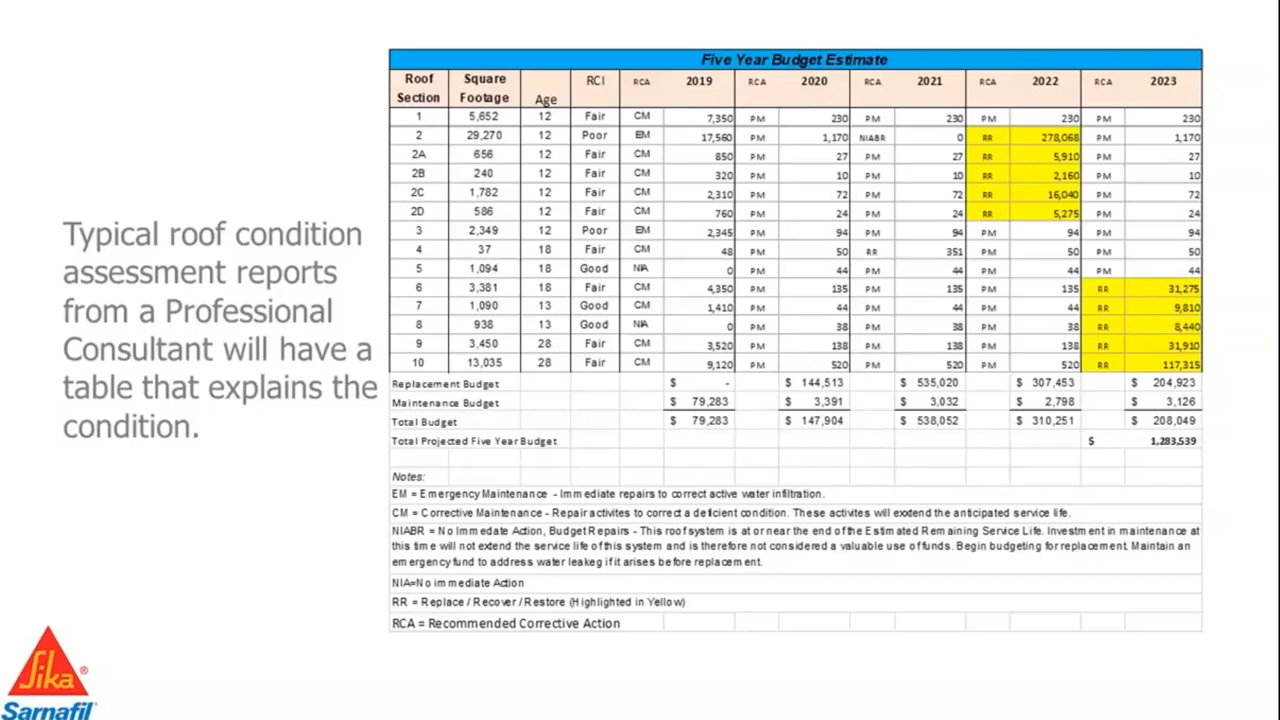 Typical roof condition
assessment reports
from a Professional
Consultant will have a
table that explains the
condition.
Five Year Budget Estimate
Roof Section Square Footage Age RCI RCA 2019 RCA 2020 RCA 2021 RCA 2022 RCA 2023
1 5,652 12 Fair CM 7,350 PM 230 PM 230 PM 230 PM 230
2 29,270 12 Poor EM 17,560 PM 1,170 NIABR 0 RR 278,068 PM 1,170
2A 656 12 Fair CM 850 PM 27 PM 27 RR 5,910 PM 27
2B 240 12 Fair CM 320 PM 10 PM 10 RR 2,160 PM 10
2C 1,782 12 Fair CM 2,310 PM 72 PM 72 RR 16,040 PM 72
2D 586 12 Fair CM 760 PM 24 PM 24 RR 5,275 PM 24
3 2,349 12 Poor EM 2,345 PM 94 PM 94 PM 94 PM 94
4 37 18 Fair CM 48 PM 50 RR 351 PM 50 PM 50
5 1,094 18 Good NIA 0 PM 44 PM 44 PM 44 PM 44
6 3,381 18 Fair CM 4,350 PM 135 PM 135 PM 135 RR 31,275
7 1,090 13 Good CM 1,410 PM 44 PM 44 PM 44 RR 9,810
8 938 13 Good NIA 0 PM 38 PM 38 PM 38 RR 8,440
9 3,450 28 Fair CM 3,520 PM 138 PM 138 PM 138 RR 31,910
10 13,035 28 Fair CM 9,120 PM 520 PM 520 PM 520 RR 117,315
Replacement Budget $ - $ 144,513 $ 535,020 $ 307,453 $ 204,923
Maintenance Budget $ 79,283 $ 3,391 $ 3,032 $ 2,798 $ 3,126
Total Budget $ 79,283 $ 147,904 $ 538,052 $ 310,251 $ 208,049
Total Projected Five Year Budget $ 1,283,539
Notes:
EM = Emergency Maintenance - Immediate repairs to correct active water infiltration.
CM = Corrective Maintenance - Repair activites to correct a deficient condition. These activites will exdend the anticipated service life.
NIABR = No Immedate Action, Budget Repairs - This roof system is at or near the end of the Estimated Remaining Service Life. Investment in maintenance at
this time will not extend the service life of this system and is therefore not considered a valuable use of funds. Begin budgeting for replacement. Maintain an
emergency fund to address water leakeg if it arises before replacement.
NIA=No immediate Action
RR = Replace / Recover / Restore (Highlighted in Yellow)
RCA = Recommended Corrective Action
Sika®
Sarnafil